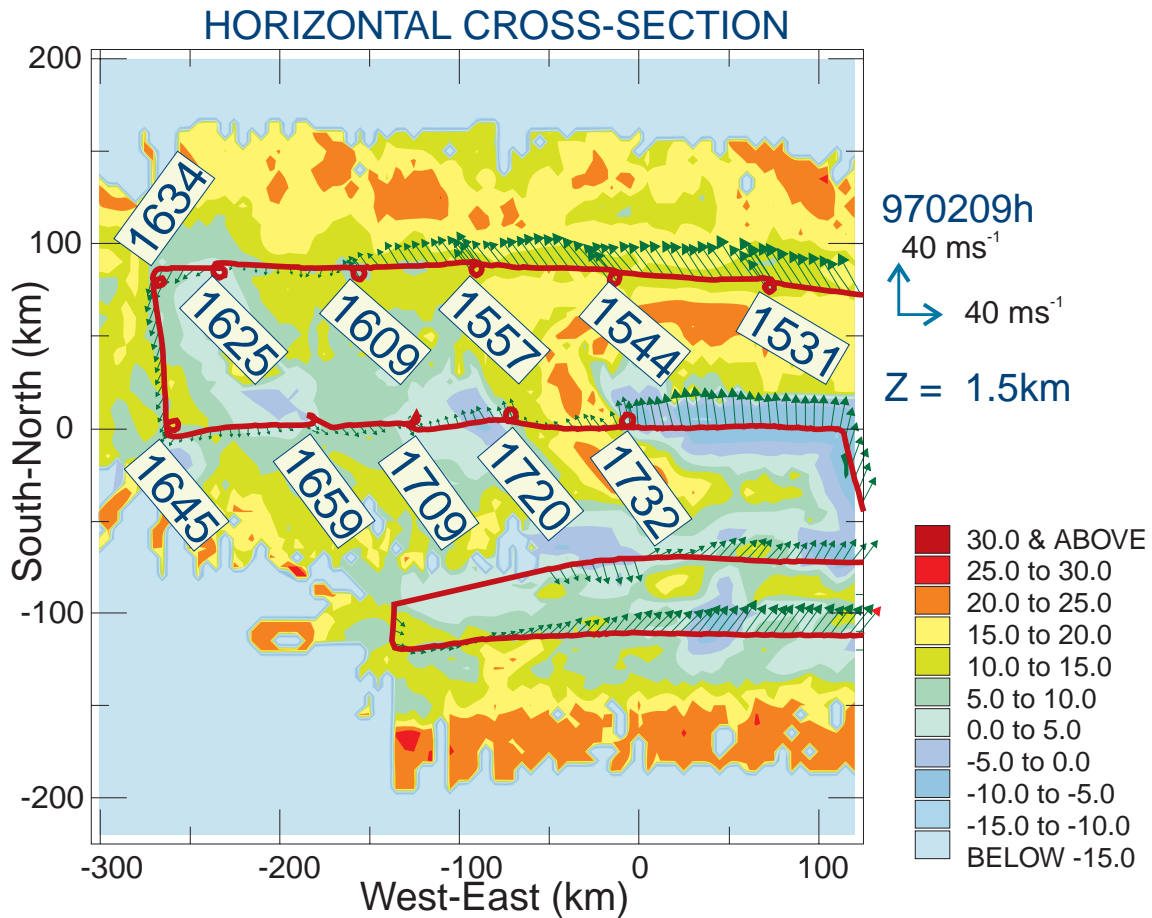 HORIZONTAL CROSS-SECTION
200
100
0
-100
-200
South-North (km)
-300
-200
-100
0
100
West-East (km)
1634
1625
1609
1557
1544
1531
1645
1659
1709
1720
1732
970209h
40 ms-1
40 ms-1
Z = 1.5km
30.0 & ABOVE
25.0 to 30.0
20.0 to 25.0
15.0 to 20.0
10.0 to 15.0
5.0 to 10.0
0.0 to 5.0
-5.0 to 0.0
-10.0 to -5.0
-15.0 to -10.0
BELOW -15.0